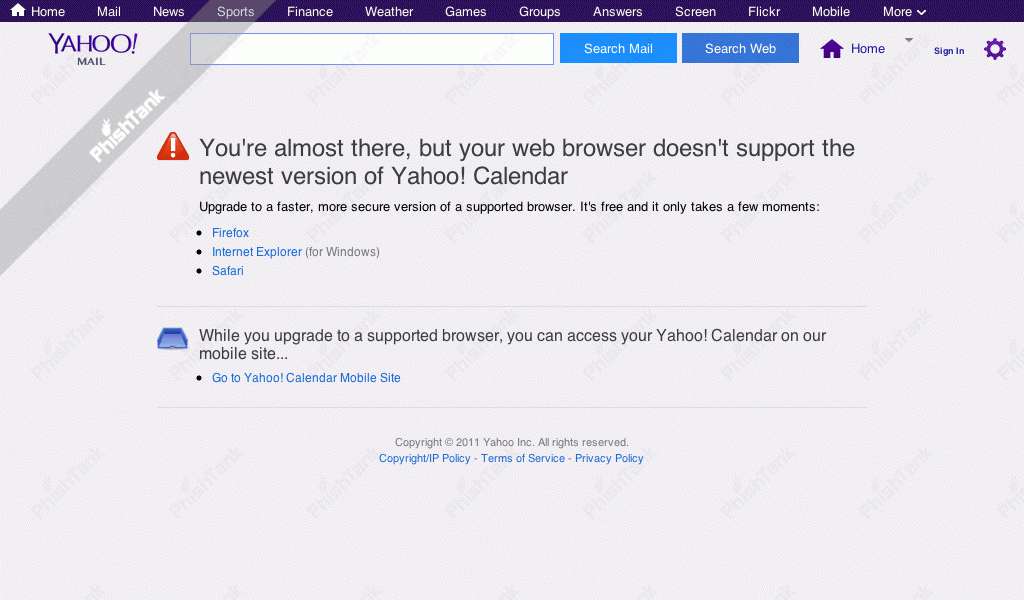 Home Mail News Sports Finance Weather Games Groups Answers Screen Flickr Mobile More
YAHOO!
MAIL
Search Mail Search Web Home Sign In
PhishTank
You're almost there, but your web browser doesn't support the
newest version of Yahoo! Calendar
Upgrade to a faster, more secure version of a supported browser. It's free and it only takes a few moments:
Firefox
Internet Explorer (for Windows)
Safari
While you upgrade to a supported browser, you can access your Yahoo! Calendar on our
mobile site...
Go to Yahoo! Calendar Mobile Site
Copyright © 2011 Yahoo Inc. All rights reserved.
Copyright/IP Policy - Terms of Service - Privacy Policy